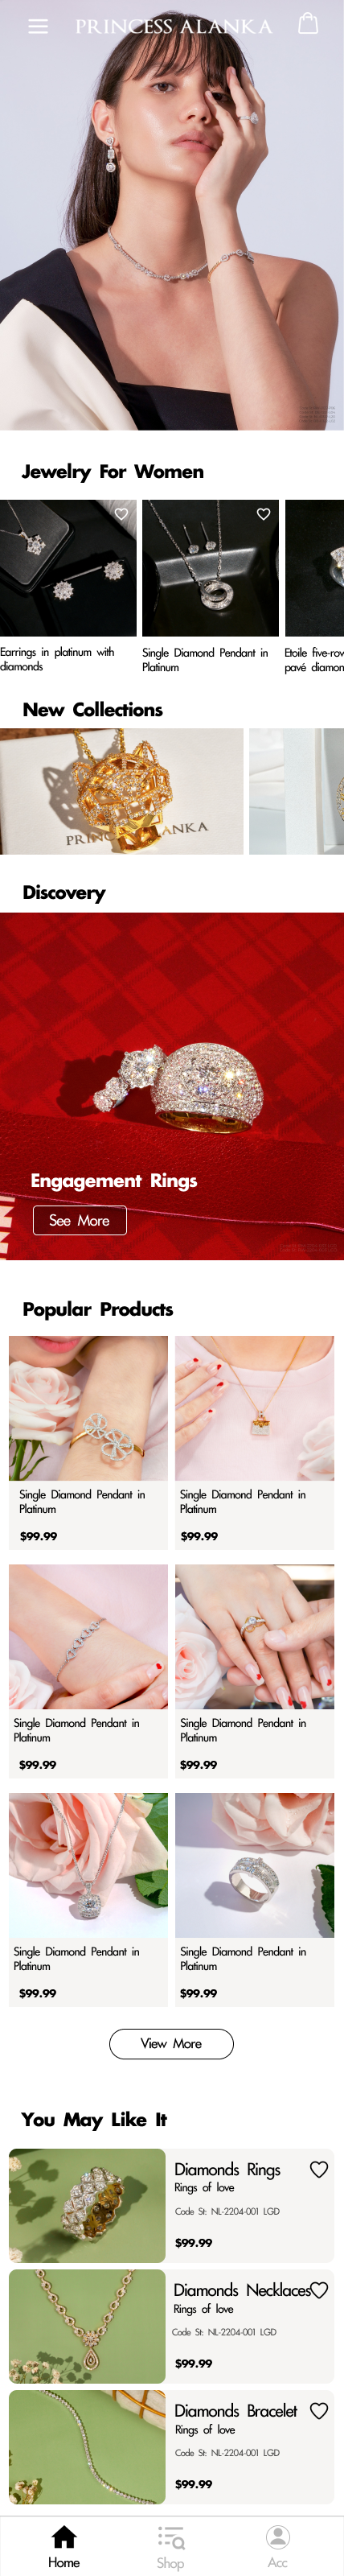 PRINCESS ALANKA
Jewelry For Women
Earrings in platinum with
diamonds
Single Diamond Pendant in
Platinum
Etoile five-row
pavé diamon
New Collections
PRINCESS ALANKA
Discovery
Engagement Rings
See More
Popular Products
Single Diamond Pendant in
Platinum
$99.99
Single Diamond Pendant in
Platinum
$99.99
Single Diamond Pendant in
Platinum
$99.99
Single Diamond Pendant in
Platinum
$99.99
Single Diamond Pendant in
Platinum
$99.99
Single Diamond Pendant in
Platinum
$99.99
View More
You May Like It
Diamonds Rings
Rings of love
Code St: NL-2204-001 LGD
$99.99
Diamonds Necklaces
Rings of love
Code St: NL-2204-001 LGD
$99.99
Diamonds Bracelet
Rings of love
Code St: NL-2204-001 LGD
$99.99
Home
Shop
Acc